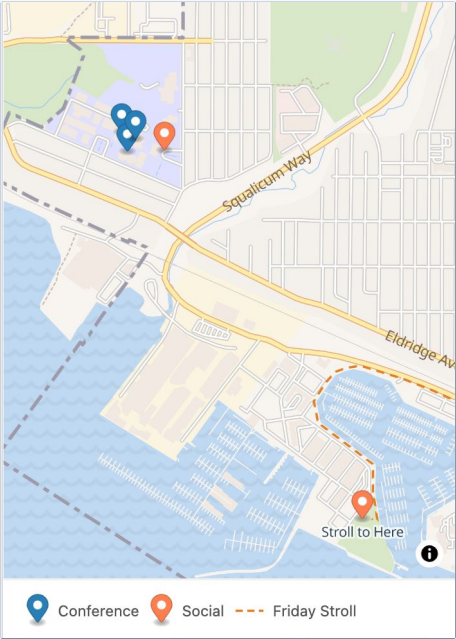 Squalicum Way
Eldridge Av
Stroll to Here
i
Conference
Social
Friday Stroll